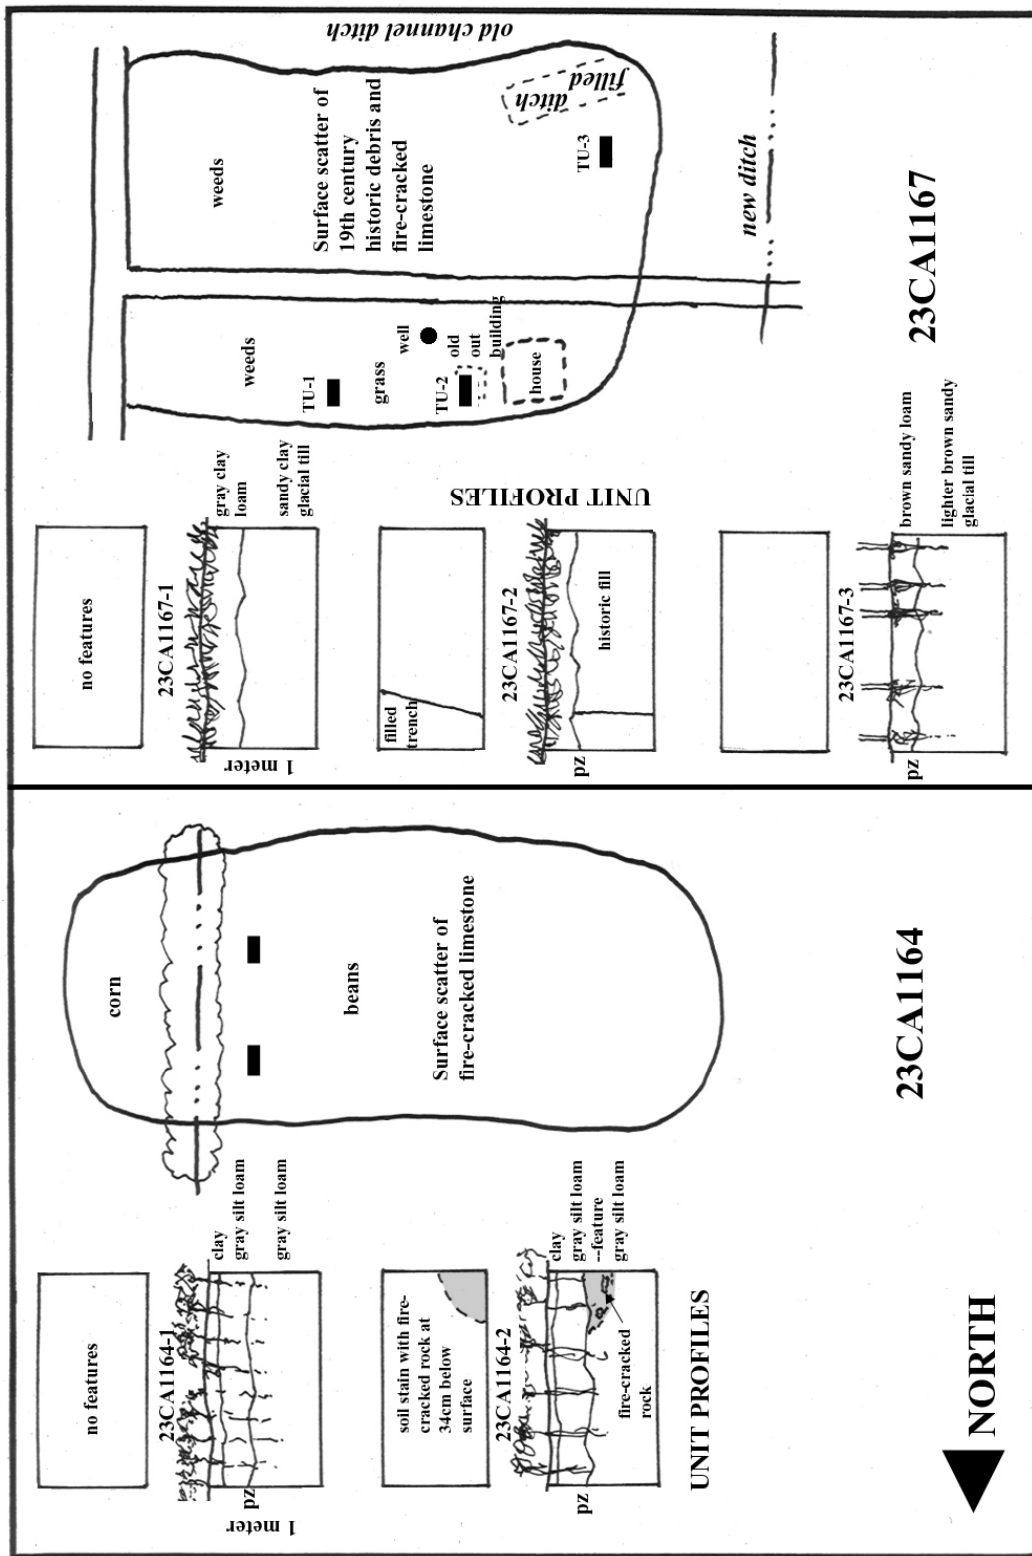 no features
23CA1164-1
clay
gray silt loam
gray silt loam
pz
1 meter
soil stain with fire-
cracked rock at
34cm below
surface
23CA1164-2
clay
gray silt loam
--feature
gray silt loam
pz
fire-cracked
rock
UNIT PROFILES
NORTH
corn
beans
Surface scatter of
fire-cracked limestone
23CA1164
no features
23CA1167-1
gray clay
loam
sandy clay
glacial till
1 meter
filled
trench
23CA1167-2
pz
historic fill
UNIT PROFILES
23CA1167-3
pz
brown sandy loam
lighter brown sandy
glacial till
weeds
TU-1
grass
well
TU-2
old
out
building
house
weeds
Surface scatter of
19th century
historic debris and
fire-cracked
limestone
old channel ditch
filled
ditch
TU-3
new ditch
23CA1167